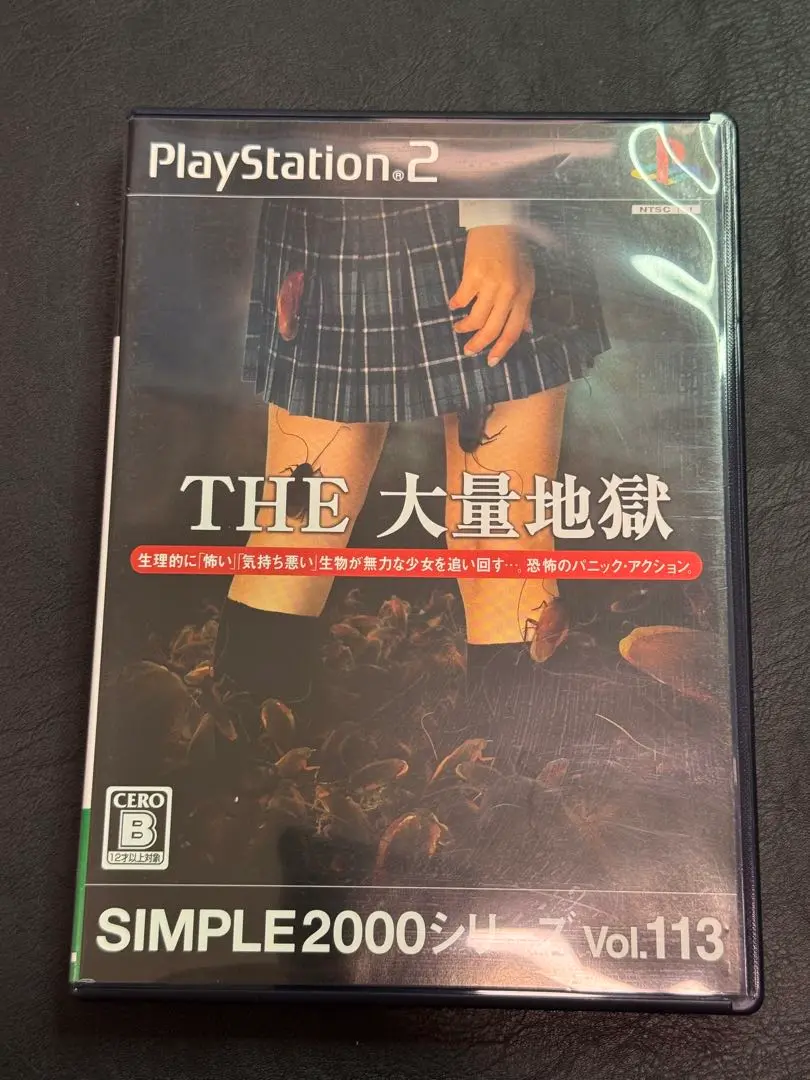 PlayStation®2
NTSC J
THE 大量地獄
生理的に「怖い」「気持ち悪い」生物が無力な少女を追い回す…。恐怖のパニック・アクション。
CERO
B
12才以上対象
SIMPLE2000シリーズ Vol.113